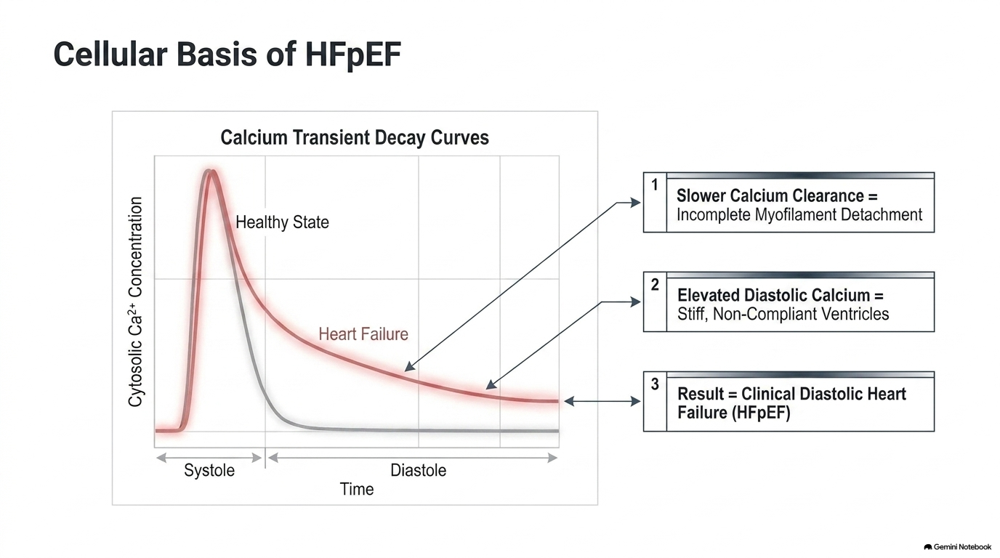 Cellular Basis of HFpEF
Calcium Transient Decay Curves
Cytosolic Ca²⁺ Concentration
Healthy State
Heart Failure
Systole
Diastole
Time
1
Slower Calcium Clearance =
Incomplete Myofilament Detachment
2
Elevated Diastolic Calcium =
Stiff, Non-Compliant Ventricles
3
Result = Clinical Diastolic Heart
Failure (HFpEF)
Gemini Notebook